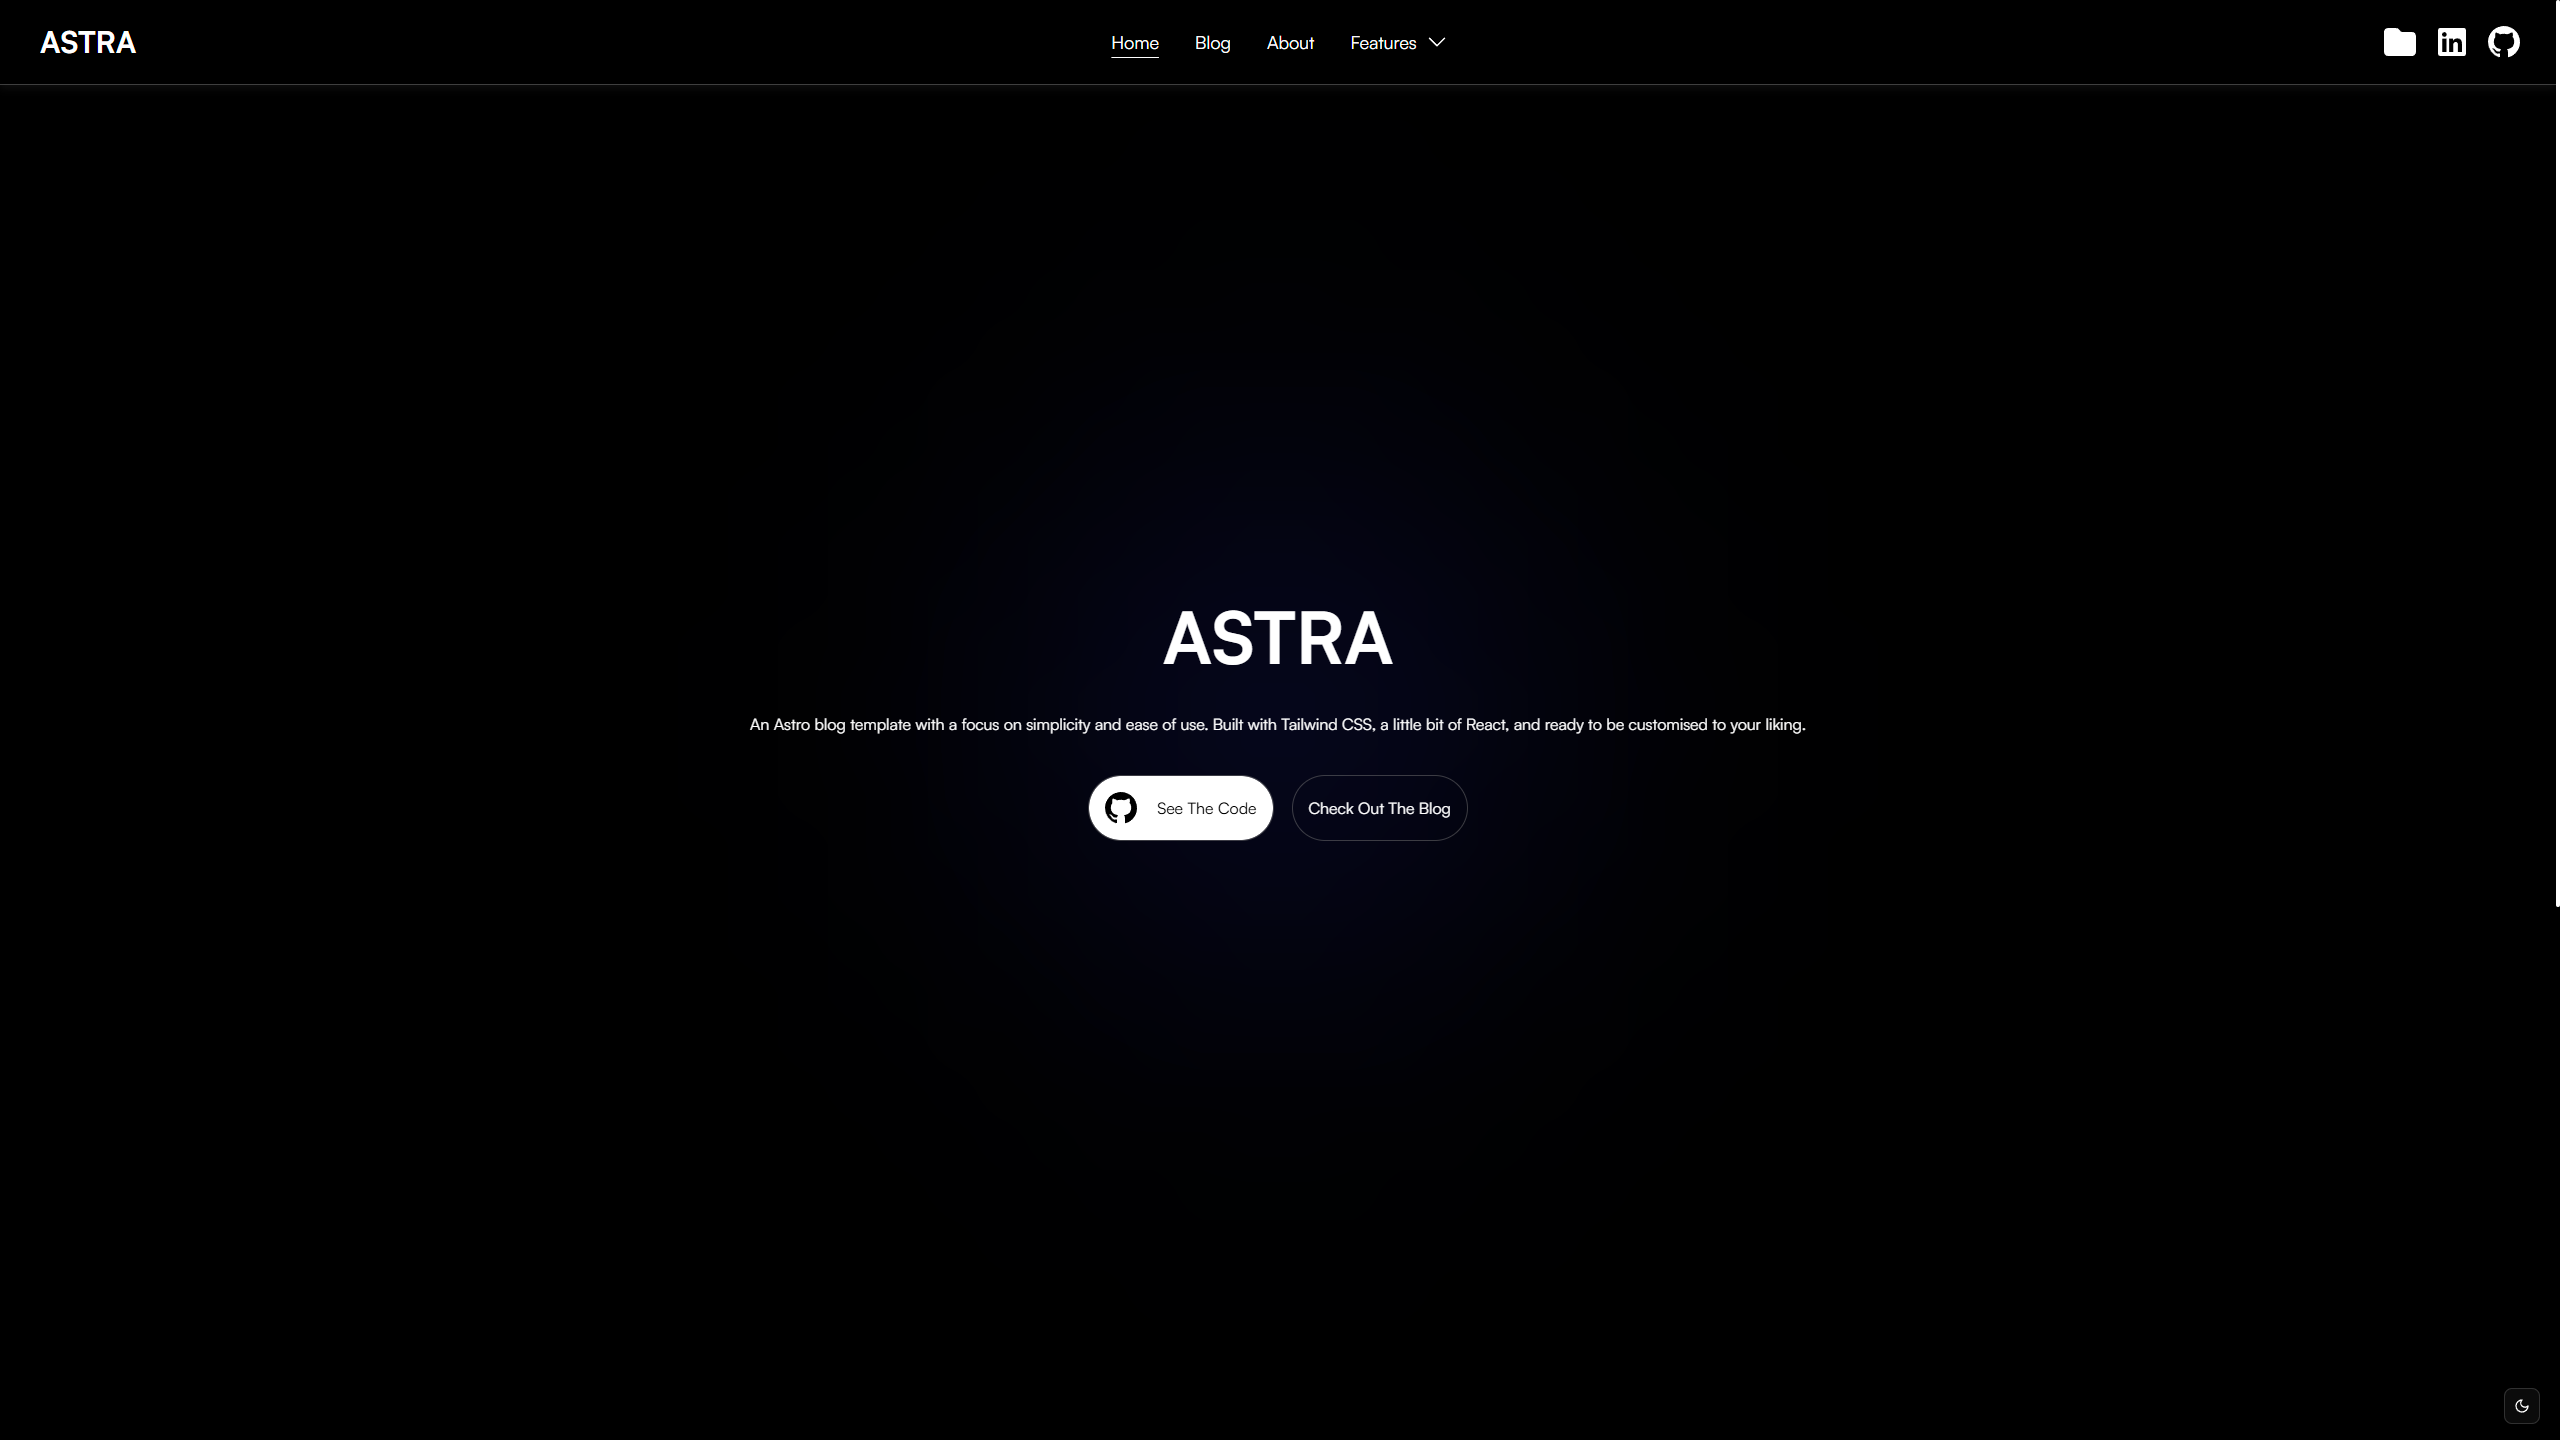 ASTRA
Home Blog About Features
ASTRA
An Astro blog template with a focus on simplicity and ease of use. Built with Tailwind CSS, a little bit of React, and ready to be customised to your liking.
See The Code
Check Out The Blog